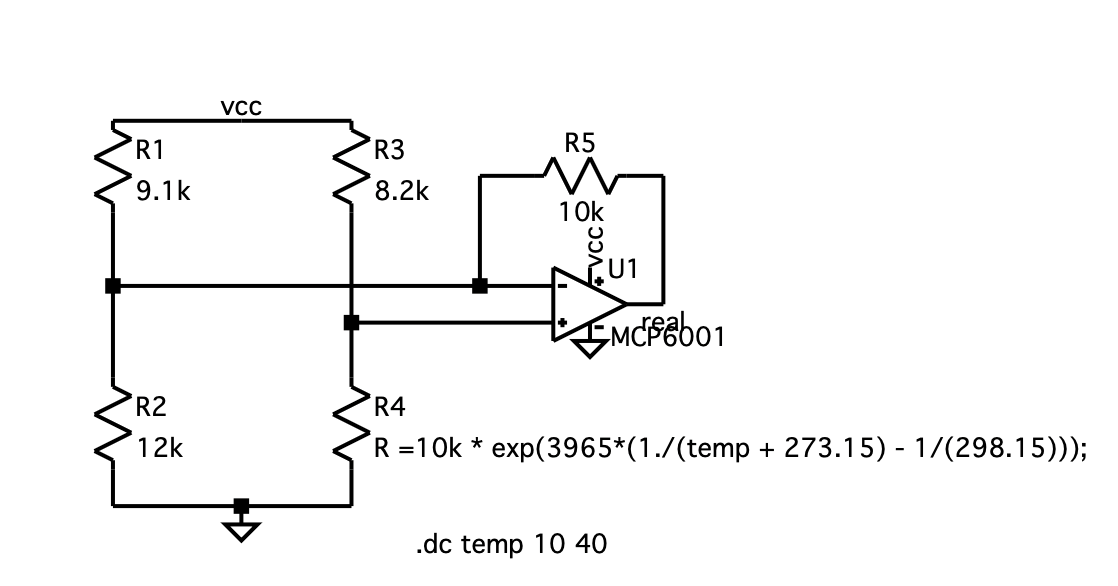 vcc
R1
9.1k
R3
8.2k
R5
10k
vcc
U1
-
+
+
-
real
MCP6001
R2
12k
R4
R =10k * exp(3965*(1./(temp + 273.15) - 1/(298.15)));
.dc temp 10 40